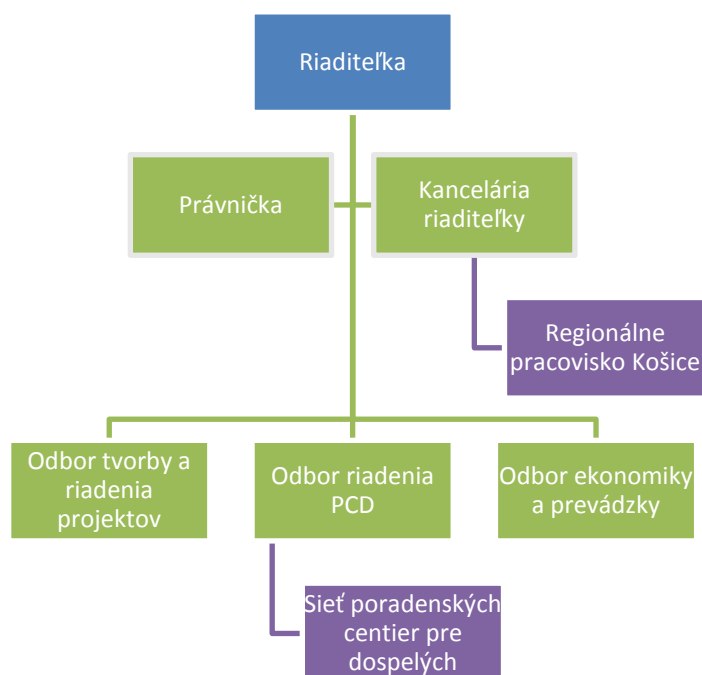 Riaditeľka
Právnička
Kancelária
riaditeľky
Regionálne
pracovisko Košice
Odbor tvorby a
riadenia
projektov
Odbor riadenia
PCD
Odbor ekonomiky
a prevádzky
Sieť poradenských
centier pre
dospelých